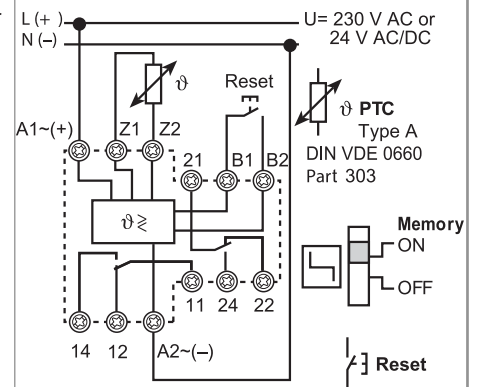 L (+)
N (–)
U= 230 V AC or
24 V AC/DC
ϑ
Reset
ϑ PTC
Type A
DIN VDE 0660
Part 303
A1~(+) Z1 Z2
21 B1 B2
ϑ≷
Memory
ON
OFF
11 24 22
14 12 A2~(–)
Reset